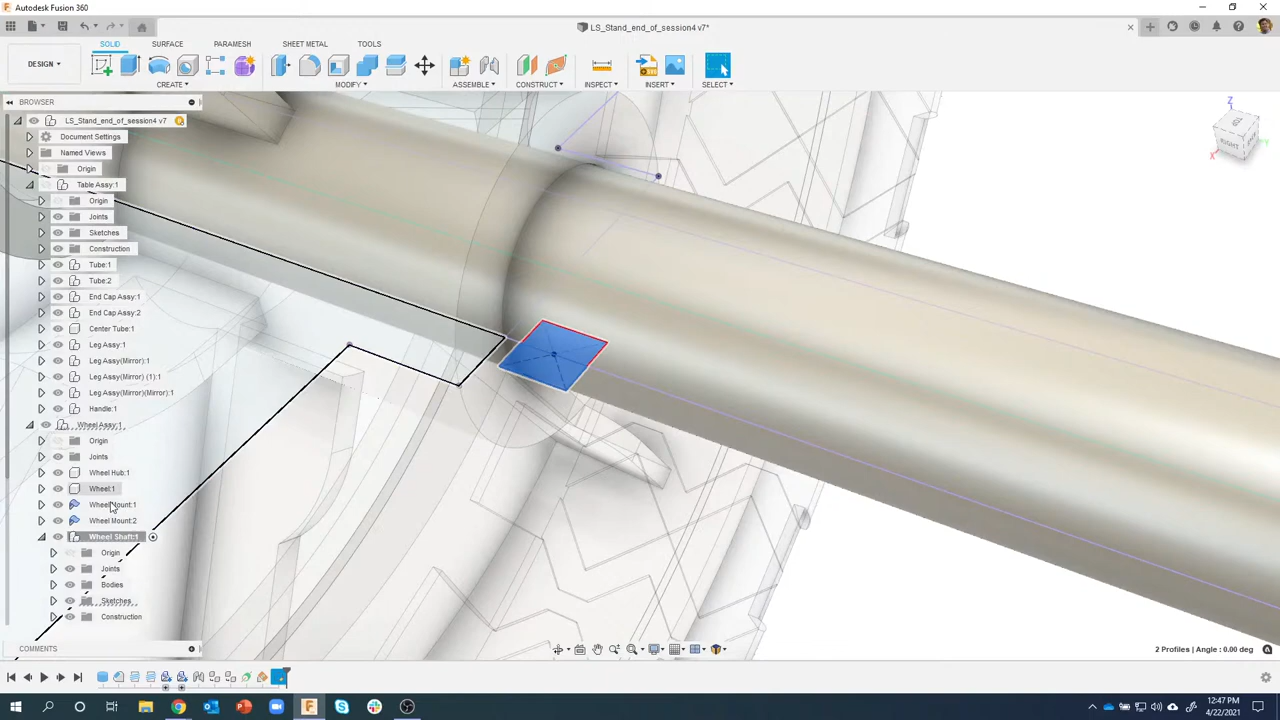 Autodesk Fusion 360
LS_Stand_end_of_session4 v7*
SOLID SURFACE PARAMESH SHEET METAL TOOLS
DESIGN
CREATE MODIFY ASSEMBLE CONSTRUCT INSPECT INSERT SELECT
BROWSER
LS_Stand_end_of_session4 v7
Document Settings
Named Views
Origin
Table Assy:1
Origin
Joints
Sketches
Construction
Tube:1
Tube:2
End Cap Assy:1
End Cap Assy:2
Center Tube:1
Leg Assy:1
Leg Assy(Mirror):1
Leg Assy(Mirror) (1):1
Leg Assy(Mirror)(Mirror):1
Handle:1
Wheel Assy:1
Origin
Joints
Wheel Hub:1
Wheel:1
Wheel Mount:1
Wheel Mount:2
Wheel Shaft:1
Origin
Joints
Bodies
Sketches
Construction
Z
RIGHT
X
Y
COMMENTS
2 Profiles | Angle : 0.00 deg
12:47 PM
4/22/2021